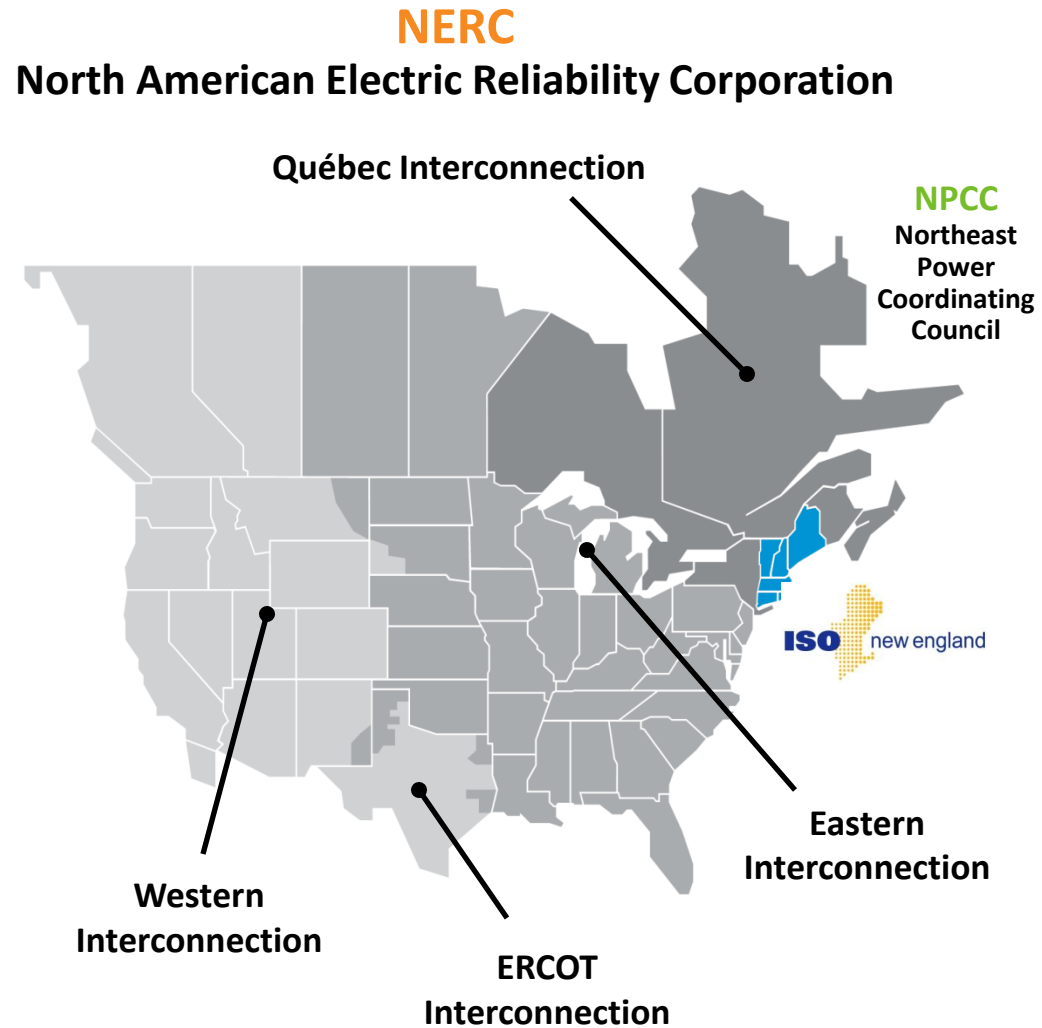 NERC
North American Electric Reliability Corporation
Québec Interconnection
NPCC
Northeast
Power
Coordinating
Council
ISO new england
Eastern
Interconnection
Western
Interconnection
ERCOT
Interconnection